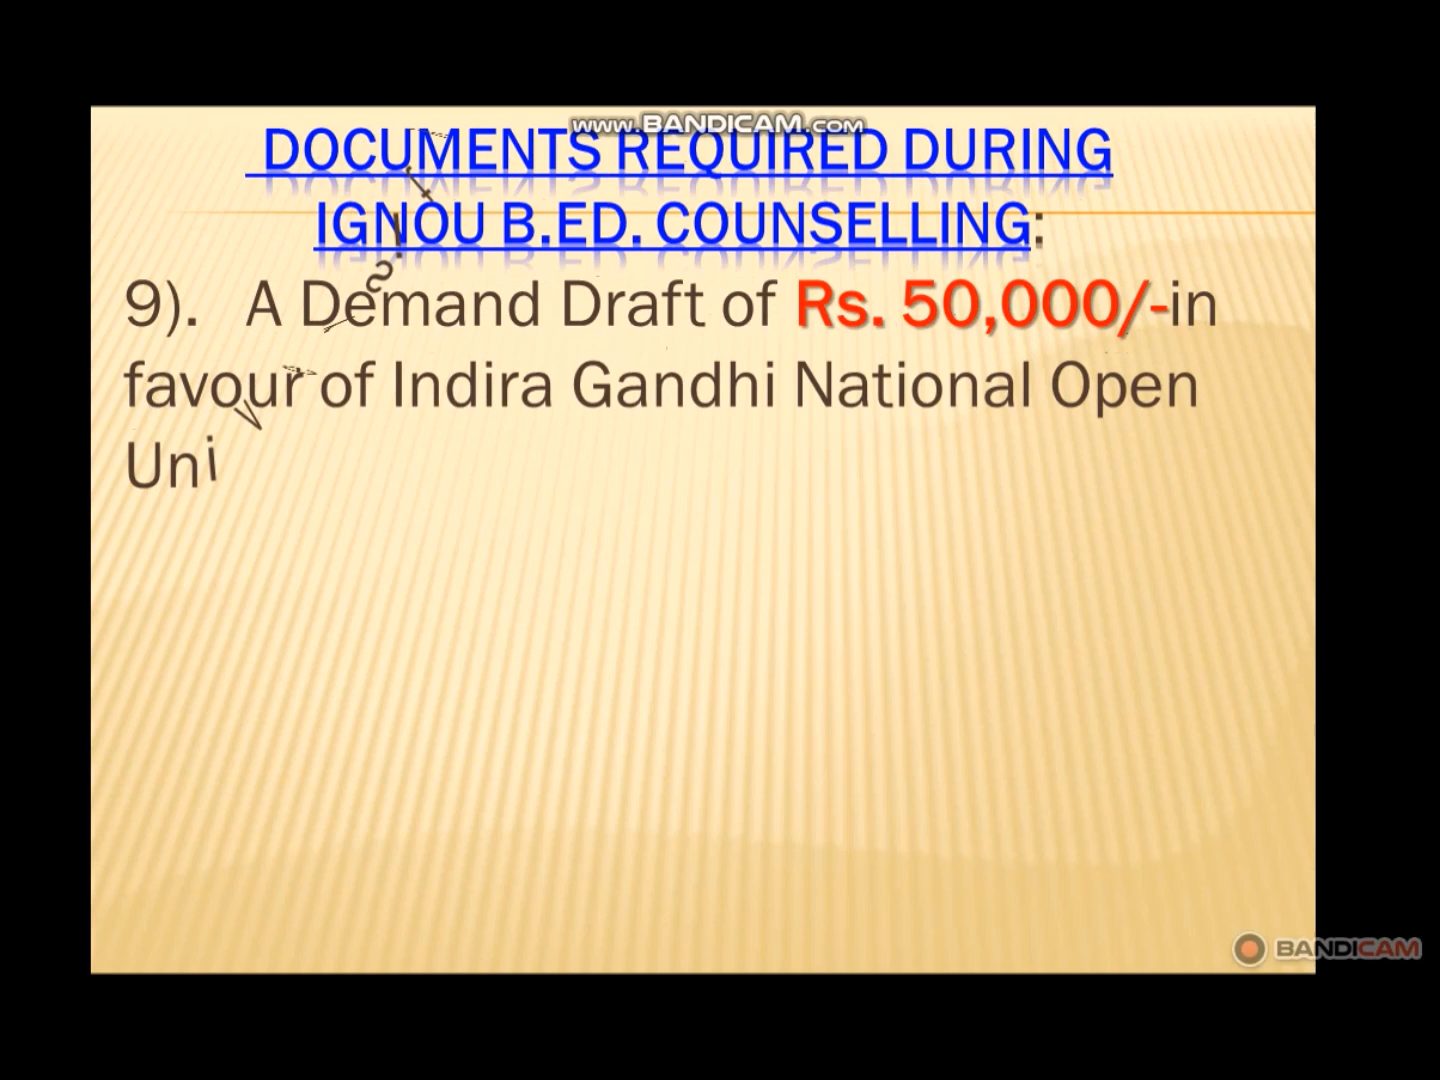 www.BANDICAM.com
DOCUMENTS REQUIRED DURING
IGNOU B.ED. COUNSELLING:
9). A Demand Draft of Rs. 50,000/-in
favour of Indira Gandhi National Open
Uni
BANDICAM